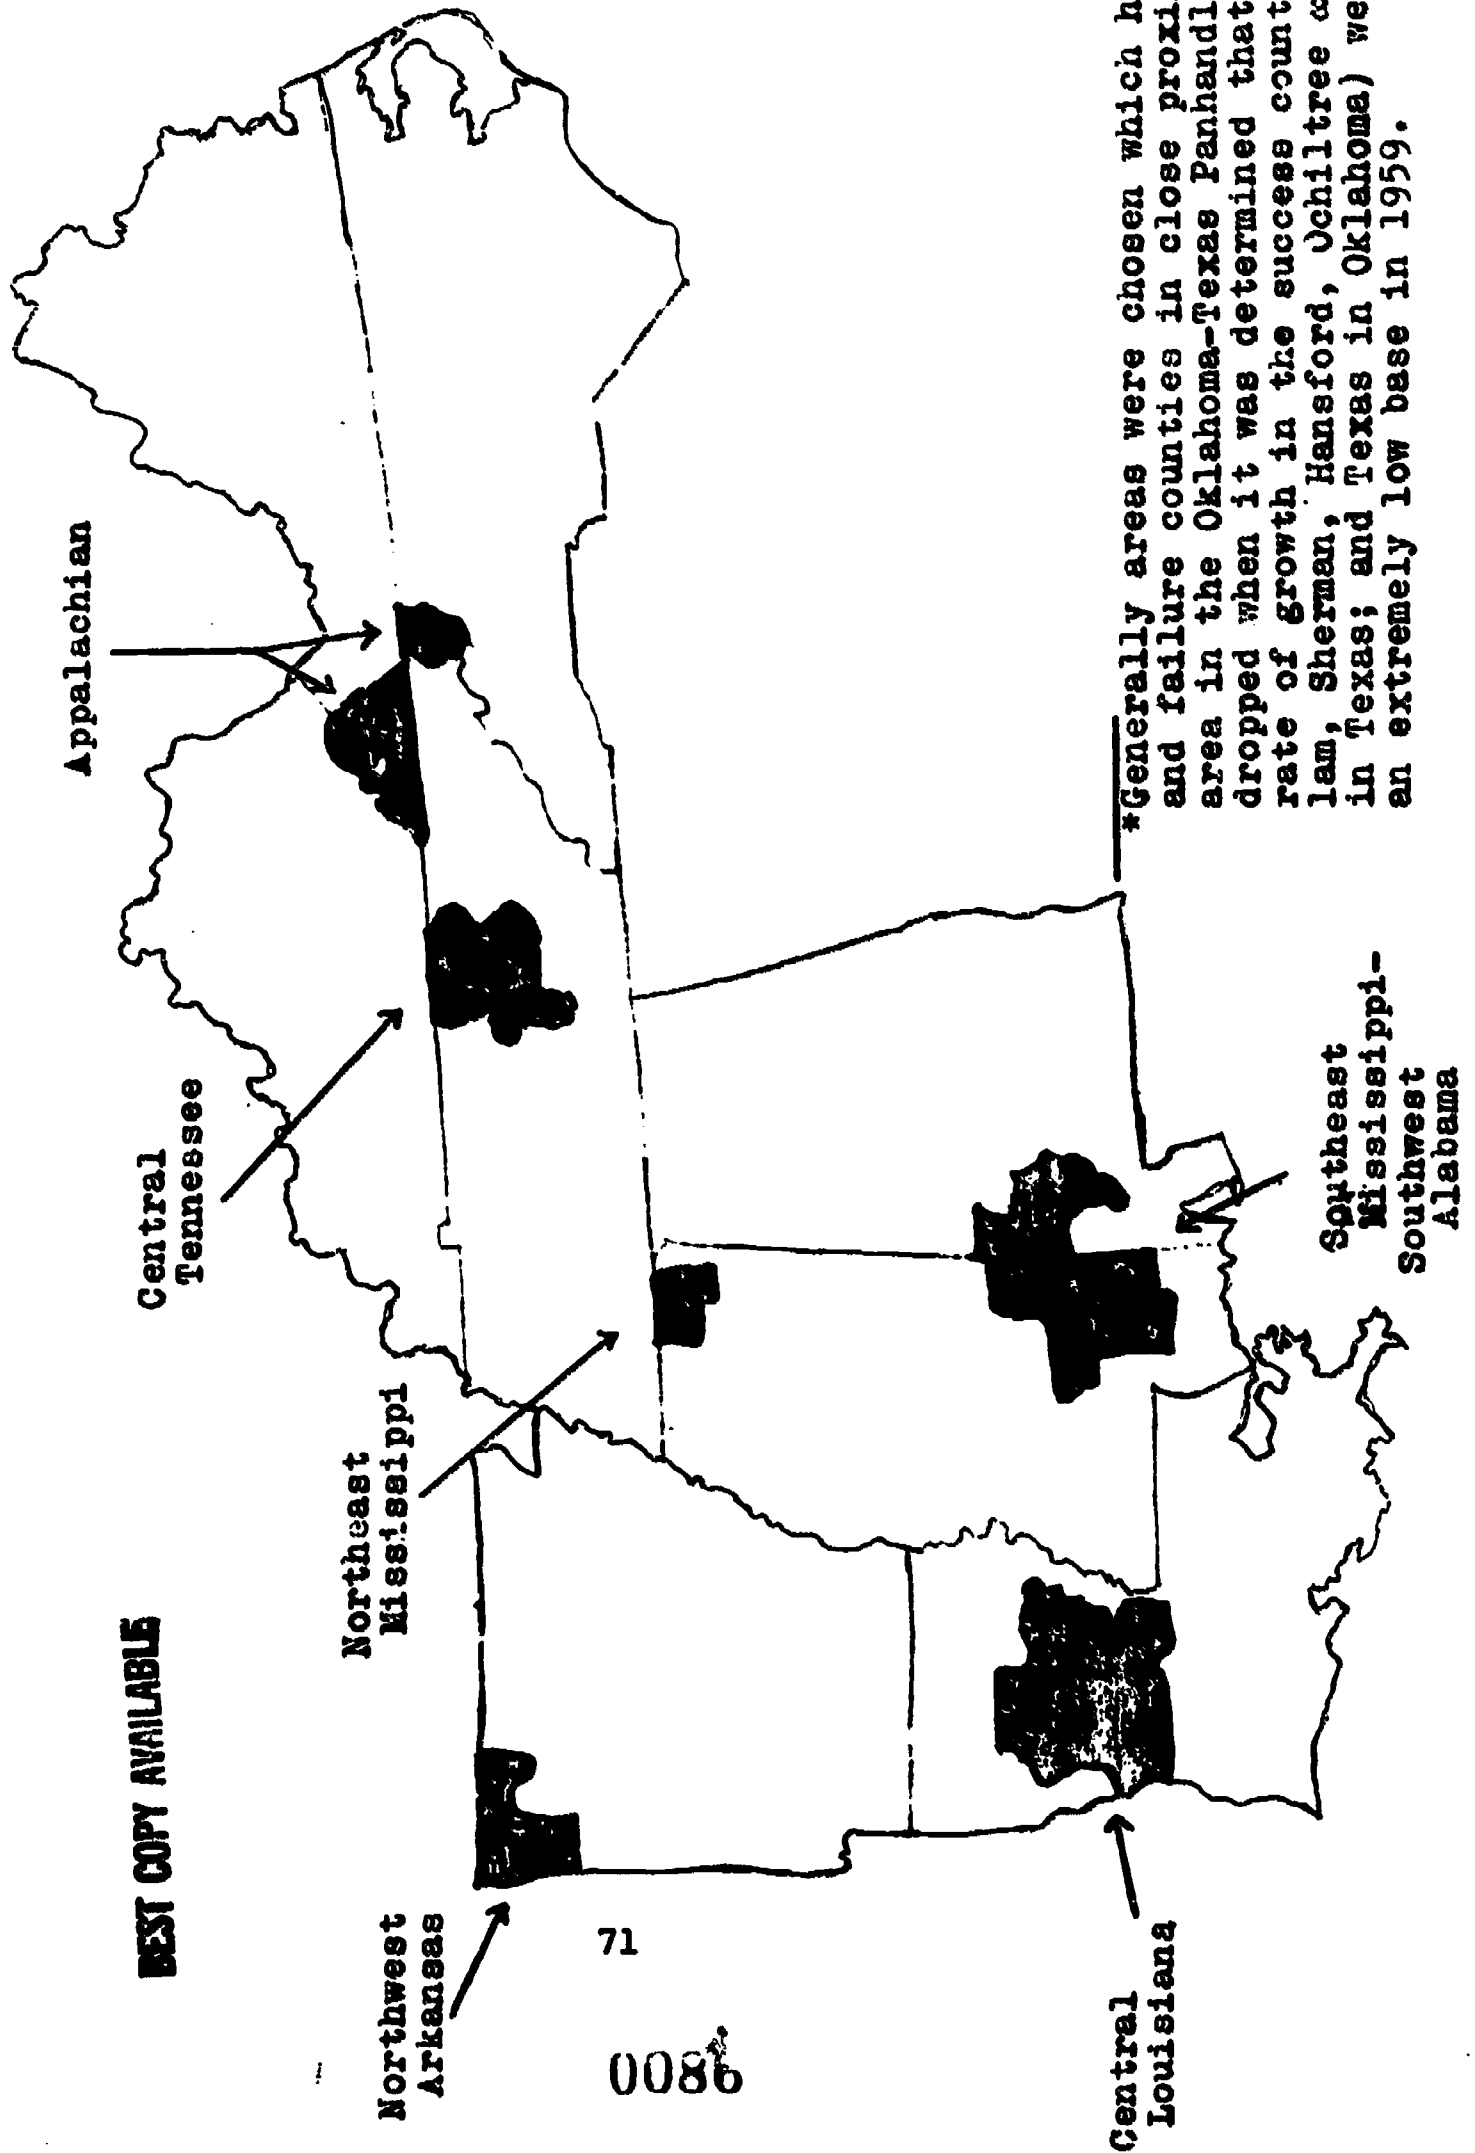 BEST COPY AVAILABLE
Appalachian
Central
Tennessee
Northeast
Mississippi
Northwest
Arkansas
Central
Louisiana
Southeast
Mississippi-
Southwest
Alabama
*Generally areas were chosen which h
and failure counties in close proxi
area in the Oklahoma-Texas Panhandl
dropped when it was determined that
rate of growth in the success count
lam, Sherman, Hansford, Ochiltree
in Texas; and Texas in Oklahoma) we
an extremely low base in 1959.
71
0086